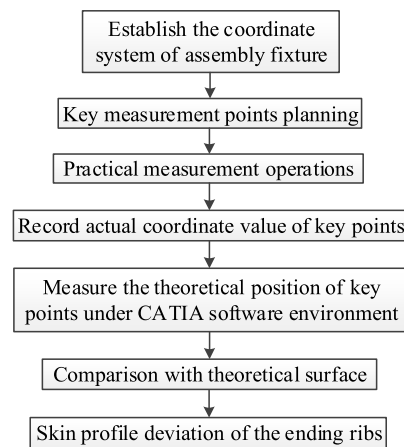 Establish the coordinate
system of assembly fixture
Key measurement points planning
Practical measurement operations
Record actual coordinate value of key points
Measure the theoretical position of key
points under CATIA software environment
Comparison with theoretical surface
Skin profile deviation of the ending ribs